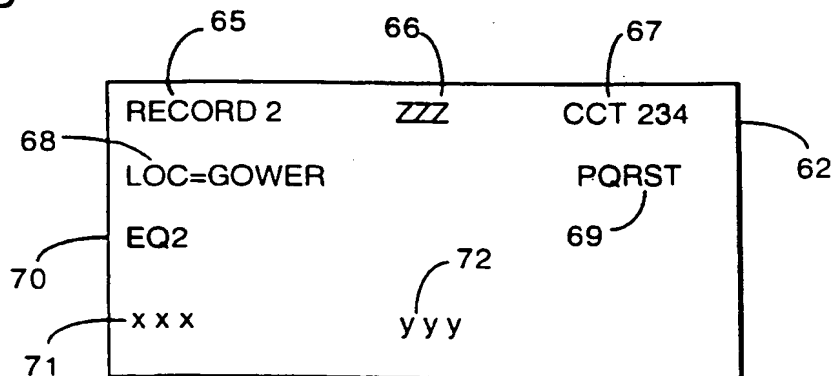 65 66 67
RECORD 2 ZZZ CCT 234
68 62
LOC=GOWER PQRST
69
EQ2
70 72
x x x y y y
71